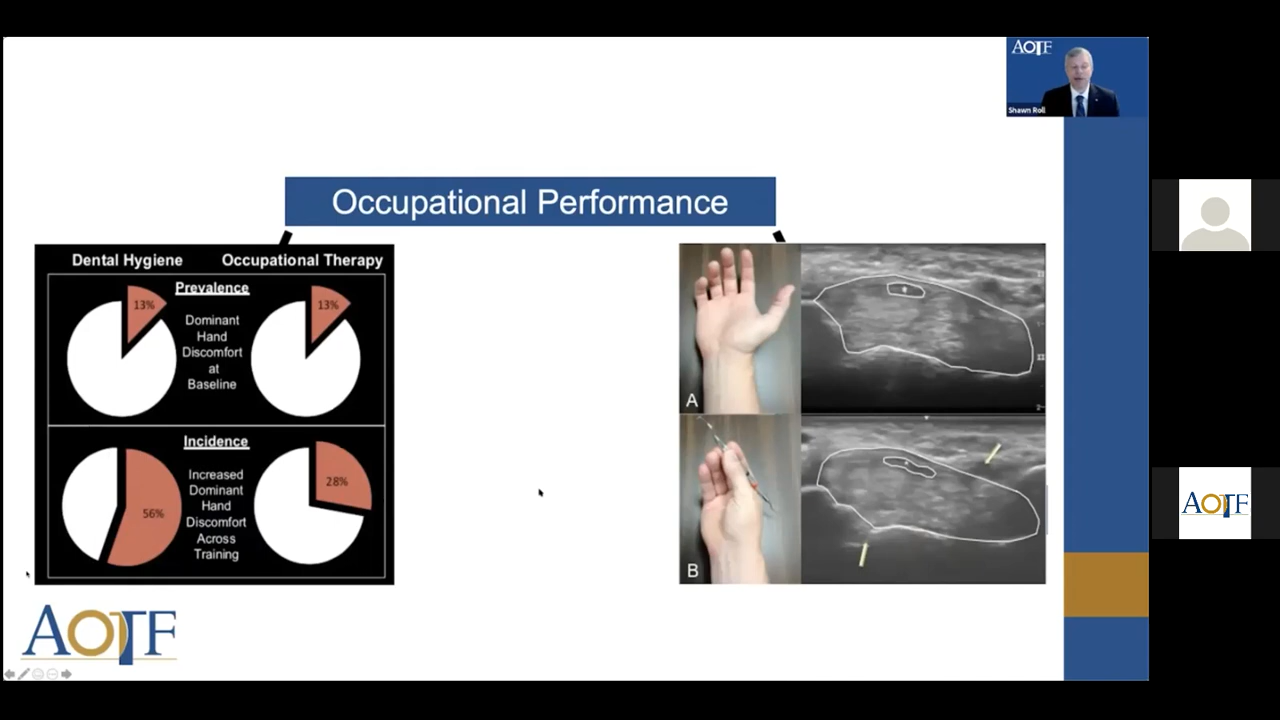 AOTF
Shawn Roll
Occupational Performance
Dental Hygiene
Occupational Therapy
Prevalence
13%
13%
Dominant
Hand
Discomfort
at
Baseline
Incidence
Increased
Dominant
Hand
Discomfort
Across
Training
56%
28%
A
B
AOTF
AOTF